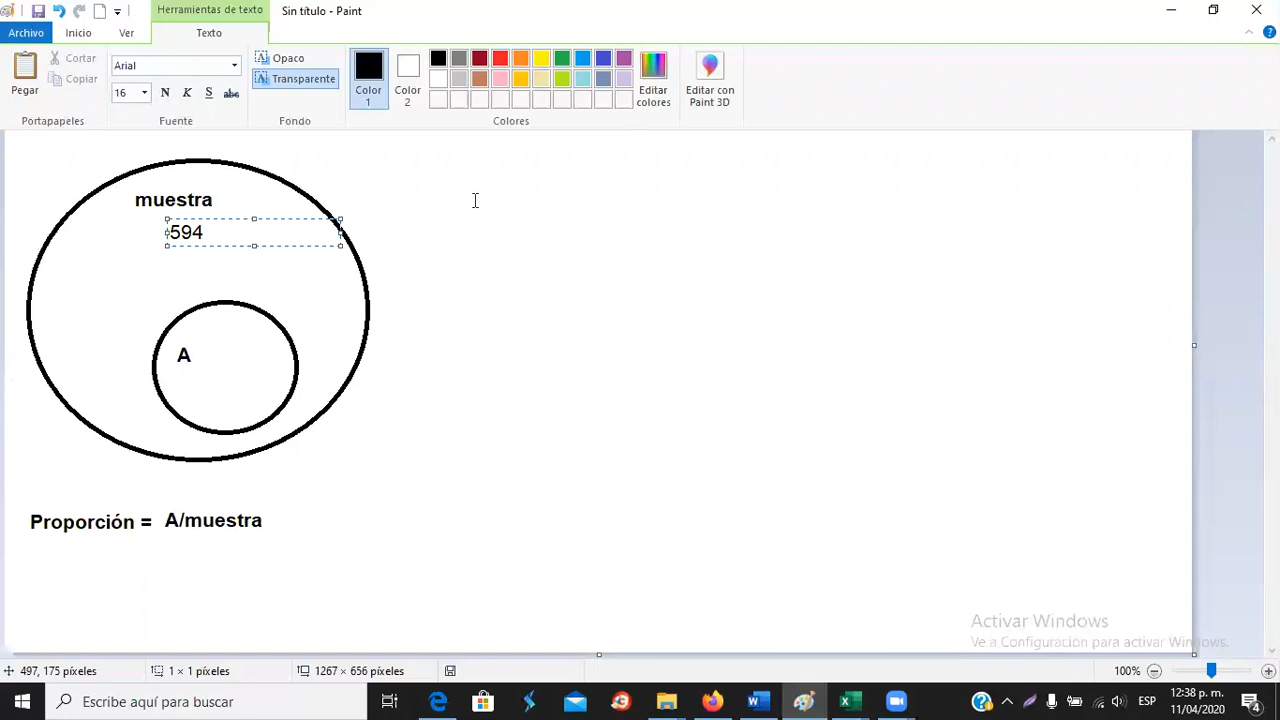 Herramientas de texto
Sin título - Paint
Archivo
Inicio
Ver
Texto
Pegar
Cortar
Copiar
Portapapeles
Arial
16
N K S abc
Fuente
Opaco
Transparente
Fondo
Color 1
Color 2
Colores
Editar colores
Editar con Paint 3D
muestra
594
A
Proporción = A/muestra
Activar Windows
Ve a Configuración para activar Windows.
497, 175 píxeles
1 × 1 píxeles
1267 × 656 píxeles
100%
Escribe aquí para buscar
ESP
12:38 p. m.
11/04/2020
4